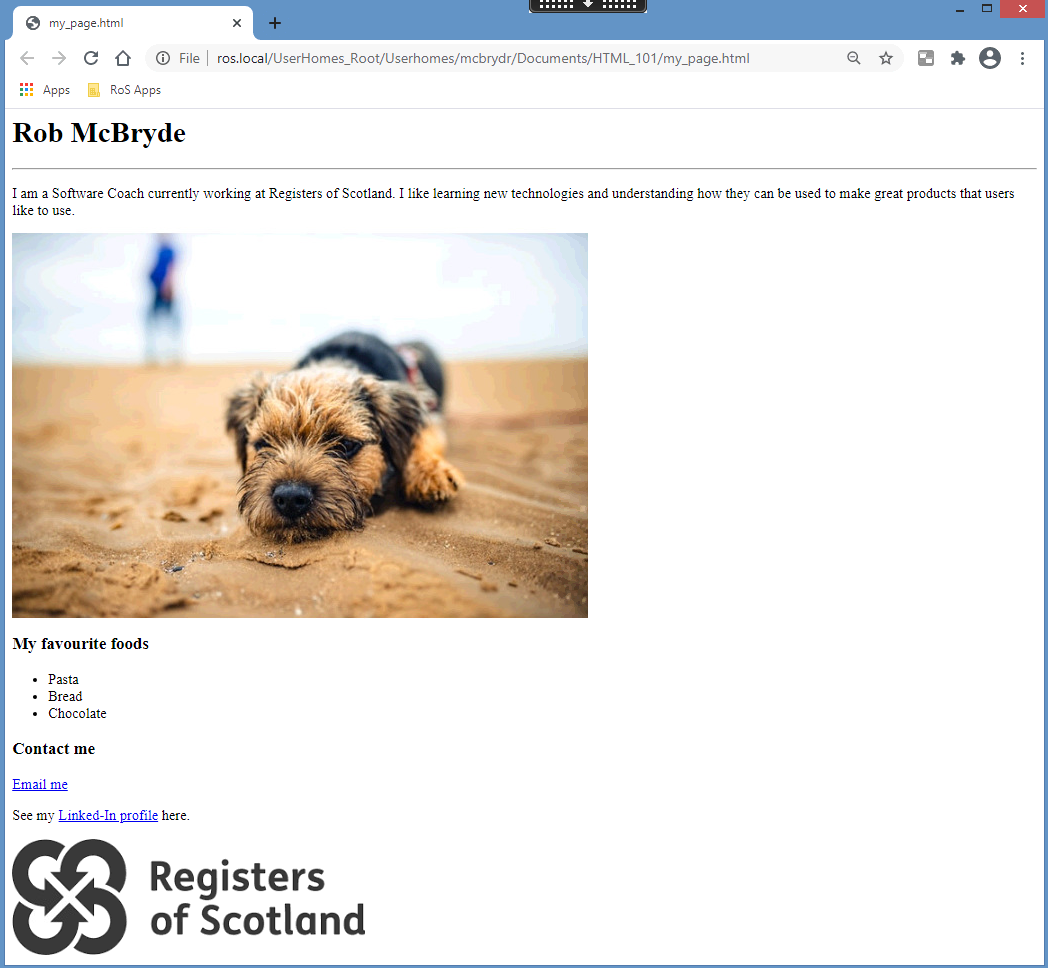 my_page.html
File ros.local/UserHomes_Root/Userhomes/mcbrydr/Documents/HTML_101/my_page.html
Apps RoS Apps
Rob McBryde
I am a Software Coach currently working at Registers of Scotland. I like learning new technologies and understanding how they can be used to make great products that users
like to use.
My favourite foods
Pasta
Bread
Chocolate
Contact me
Email me
See my Linked-In profile here.
Registers
of Scotland